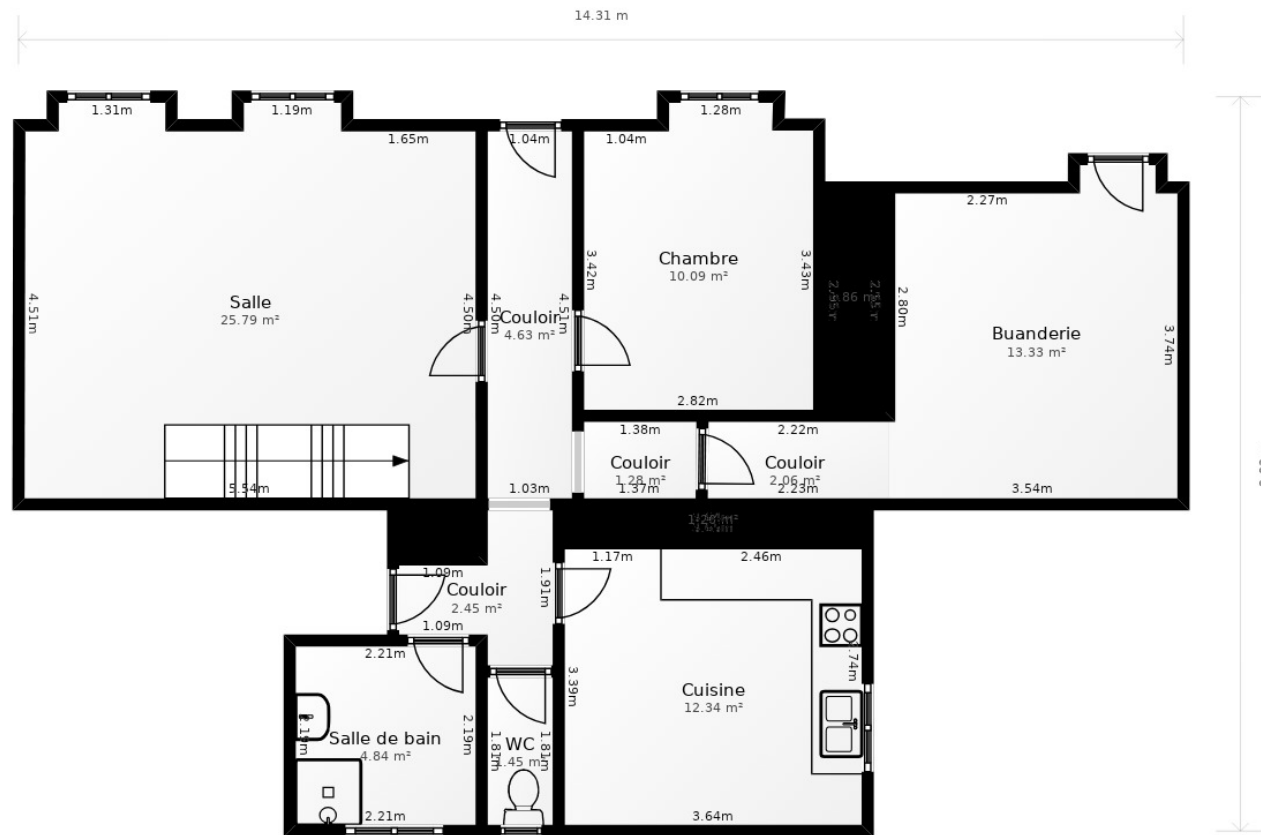 14.31 m
1.31m
1.19m
1.28m
1.65m
1.04m
1.04m
2.27m
Chambre
10.09 m²
3.42m
3.43m
Salle
25.79 m²
4.51m
4.50m
4.50m
4.51m
Couloir
4.63 m²
2.80m
Buanderie
13.33 m²
3.74m
2.82m
1.38m
2.22m
Couloir
1.28 m²
1.37m
Couloir
2.06 m²
2.23m
5.54m
1.03m
3.54m
1.09m
Couloir
2.45 m²
1.91m
1.09m
1.17m
2.46m
2.21m
3.39m
Cuisine
12.34 m²
2.19m
Salle de bain
4.84 m²
WC
1.45 m²
1.81m
1.81m
2.21m
3.64m